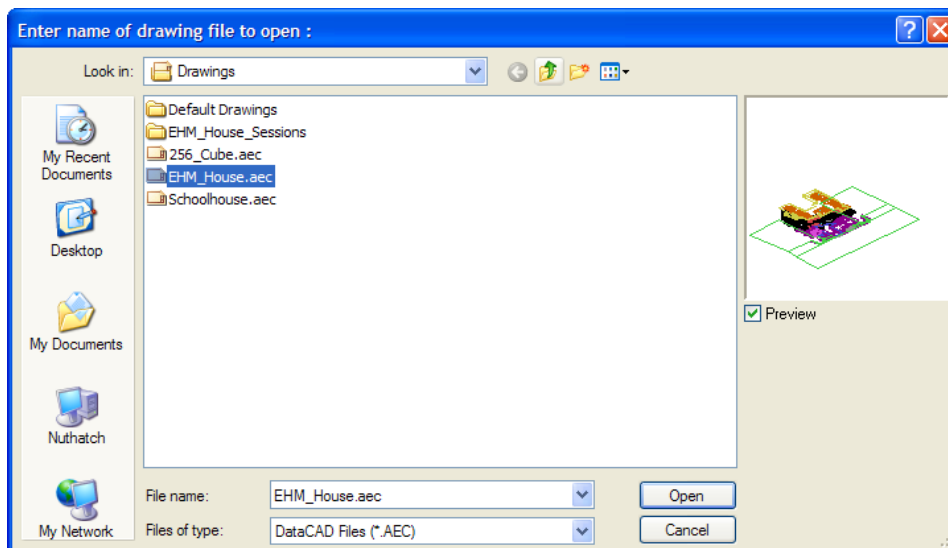 Enter name of drawing file to open :
Look in: Drawings
My Recent
Documents
Desktop
My Documents
Nuthatch
My Network
Default Drawings
EHM_House_Sessions
256_Cube.aec
EHM_House.aec
Schoolhouse.aec
Preview
File name: EHM_House.aec Open
Files of type: DataCAD Files (*.AEC) Cancel